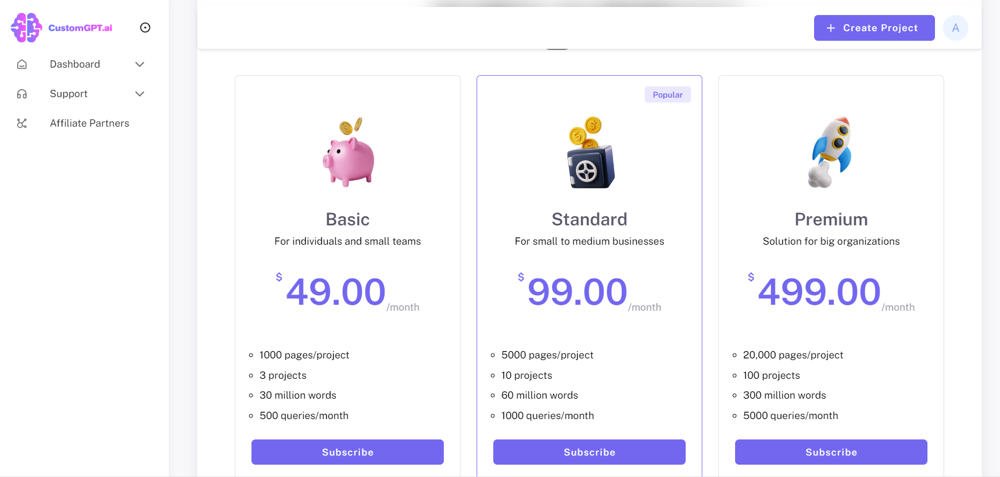 CustomGPT.ai
Dashboard
Support
Affiliate Partners
+ Create Project
A
Basic
For individuals and small teams
$ 49.00 /month
1000 pages/project
3 projects
30 million words
500 queries/month
Subscribe
Popular
Standard
For small to medium businesses
$ 99.00 /month
5000 pages/project
10 projects
60 million words
1000 queries/month
Subscribe
Premium
Solution for big organizations
$ 499.00 /month
20,000 pages/project
100 projects
300 million words
5000 queries/month
Subscribe